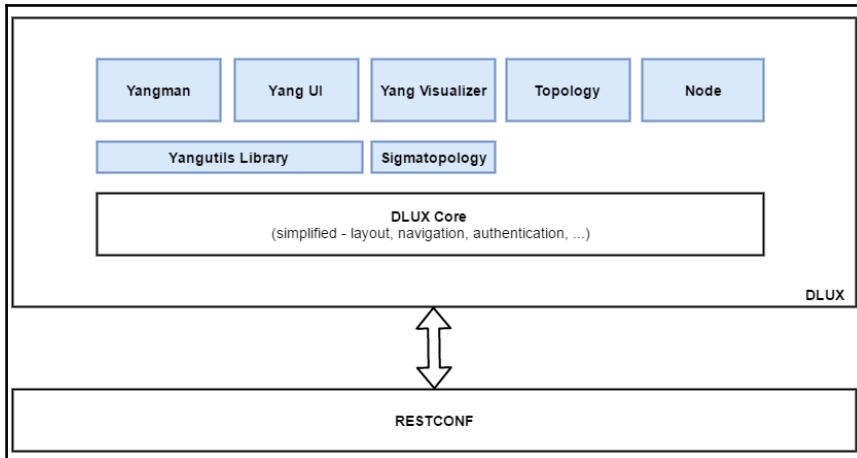 Yangman
Yang UI
Yang Visualizer
Topology
Node
Yangutils Library
Sigmatopology
DLUX Core
(simplified - layout, navigation, authentication, ...)
DLUX
RESTCONF